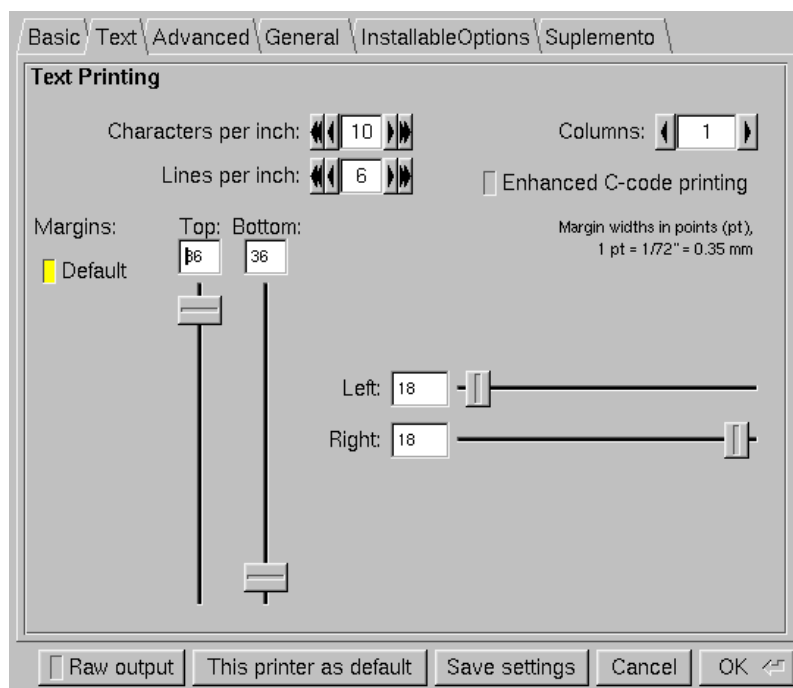 Basic Text Advanced General InstallableOptions Suplemento
Text Printing
Characters per inch: 10 Columns: 1
Lines per inch: 6 Enhanced C-code printing
Margins: Top: Bottom: Margin widths in points (pt),
36 36 1 pt = 1/72" = 0.35 mm
Default
Left: 18
Right: 18
Raw output This printer as default Save settings Cancel OK